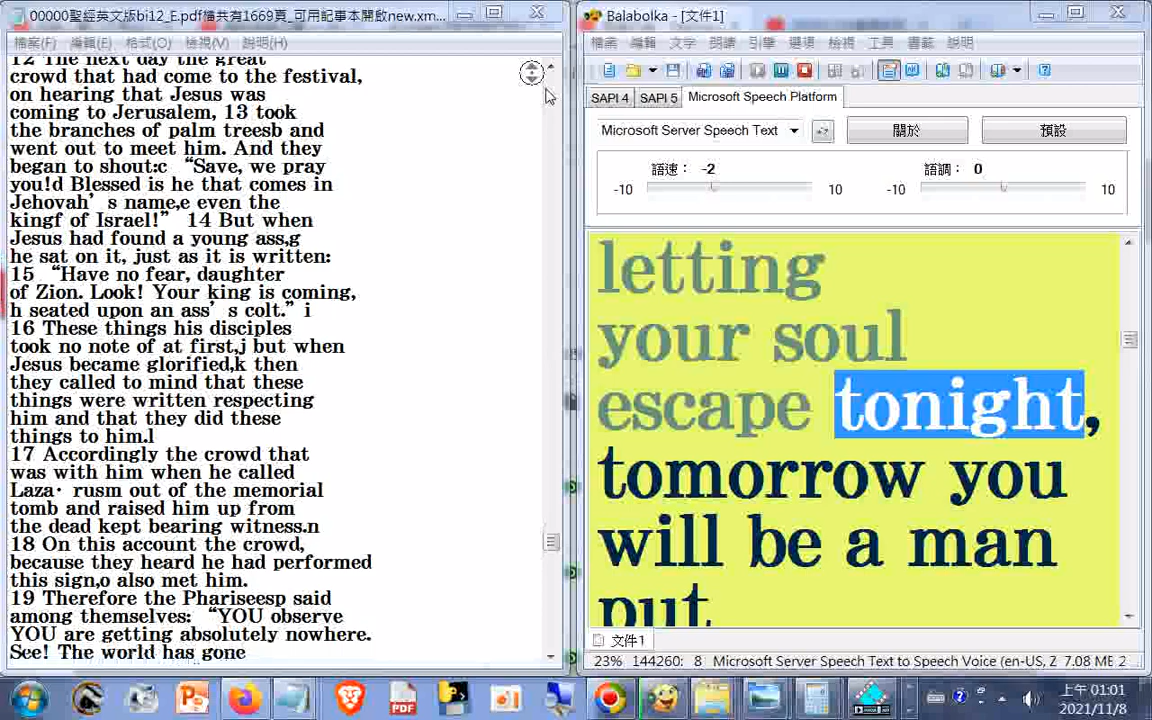 00000聖經英文版bi12_E.pdf檔共有1669頁_可用記事本開啟new.xm...
檔案(F) 編輯(E) 格式(O) 檢視(V) 說明(H)
12 The next day the great
crowd that had come to the festival,
on hearing that Jesus was
coming to Jerusalem, 13 took
the branches of palm treesb and
went out to meet him. And they
began to shout:c “Save, we pray
you!d Blessed is he that comes in
Jehovah’s name,e even the
kingf of Israel!” 14 But when
Jesus had found a young ass,g
he sat on it, just as it is written:
15 “Have no fear, daughter
of Zion. Look! Your king is coming,
h seated upon an ass’s colt.” i
16 These things his disciples
took no note of at first,j but when
Jesus became glorified,k then
they called to mind that these
things were written respecting
him and that they did these
things to him.l
17 Accordingly the crowd that
was with him when he called
Laza· rusm out of the memorial
tomb and raised him up from
the dead kept bearing witness.n
18 On this account the crowd,
because they heard he had performed
this sign,o also met him.
19 Therefore the Phariseesp said
among themselves: “YOU observe
YOU are getting absolutely nowhere.
See! The world has gone
Balabolka - [文件1]
檔案 編輯 文字 朗讀 引擎 選項 檢視 工具 書籤 說明
SAPI 4 SAPI 5 Microsoft Speech Platform
Microsoft Server Speech Text 關於 預設
語速： -2 語調： 0
-10 10 -10 10
letting
your soul
escape tonight,
tomorrow you
will be a man
put
文件1
23% 144260: 8 Microsoft Server Speech Text to Speech Voice (en-US, Z 7.08 ME 2
PDF
上午 01:01
2021/11/8